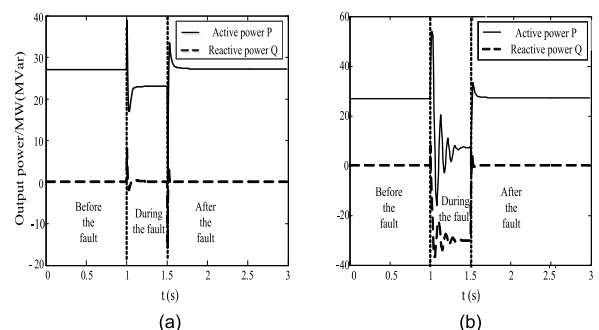 (a)
Output power/MW(MVar)
40
30
20
10
0
-10
-20
Active power P
Reactive power Q
Before
the
fault
During
the fault
After
the
fault
0
0.5
1
1.5
2
2.5
3
t (s)
(a)
(b)
60
40
20
0
-20
-40
Active power P
Reactive power Q
Before
the
fault
During
the fault
After
the
fault
0
0.5
1
1.5
2
2.5
3
t (s)
(b)